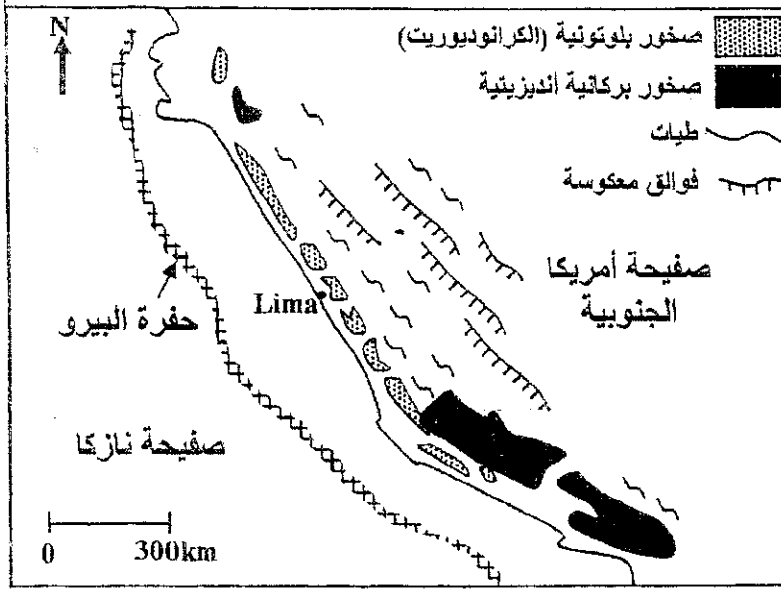 N
صخور بلوتونية (الكرانوديوريت)
صخور بركانية أنديزيتية
طيات
فوالق معكوسة
صفيحة أمريكا
الجنوبية
Lima
حفرة البيرو
صفيحة نازكا
0 300km